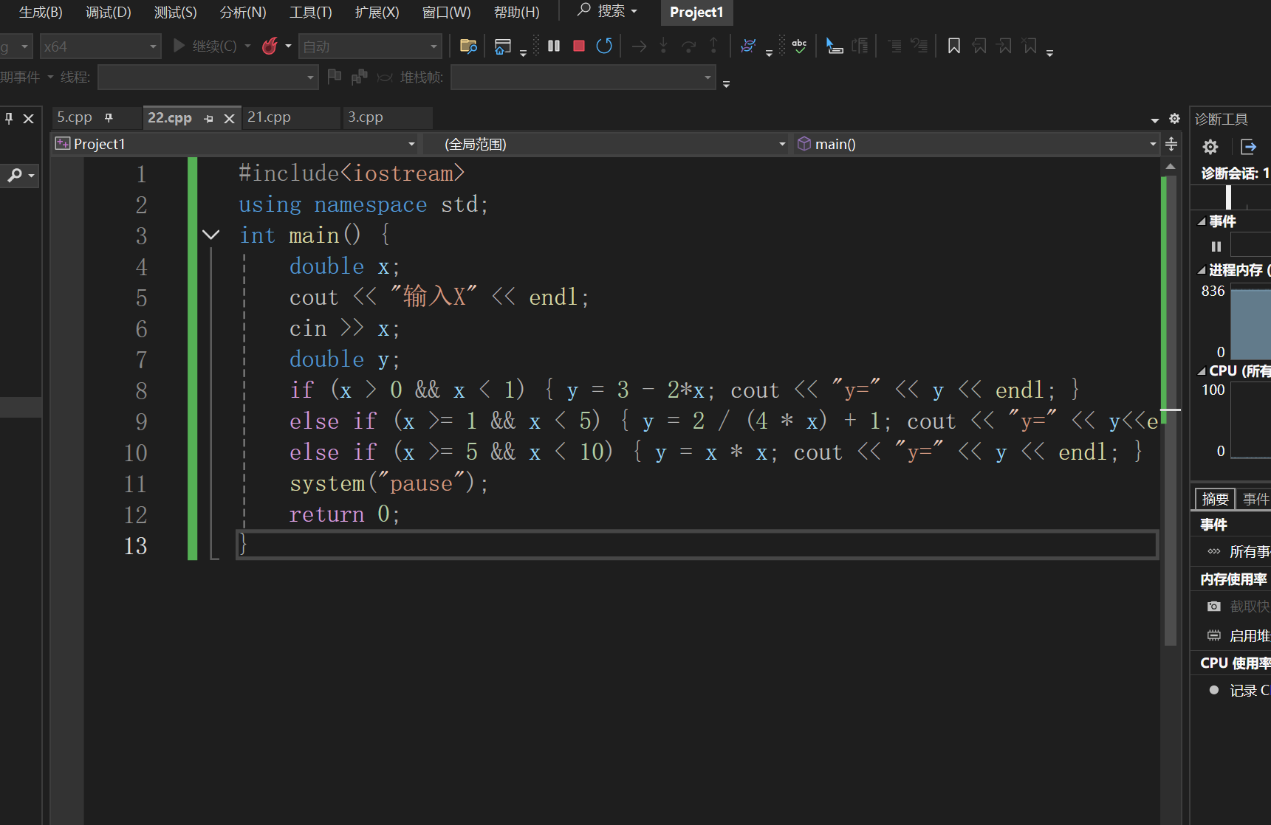 生成(B) 调试(D) 测试(S) 分析(N) 工具(T) 扩展(X) 窗口(W) 帮助(H) 搜索 Project1
g x64 继续(C) 自动
期事件 线程: 堆栈帧:
5.cpp 22.cpp 21.cpp 3.cpp
Project1 (全局范围) main()
1 #include<iostream>
2 using namespace std;
3 int main() {
4 double x;
5 cout << "输入X" << endl;
6 cin >> x;
7 double y;
8 if (x > 0 && x < 1) { y = 3 - 2*x; cout << "y=" << y << endl; }
9 else if (x >= 1 && x < 5) { y = 2 / (4 * x) + 1; cout << "y=" << y<<e
10 else if (x >= 5 && x < 10) { y = x * x; cout << "y=" << y << endl; }
11 system("pause");
12 return 0;
13 }
诊断工具
诊断会话: 1
事件
进程内存 (
836
0
CPU (所有
100
0
摘要 事件
事件
所有事
内存使用率
截取快
启用堆
CPU 使用率
记录 C